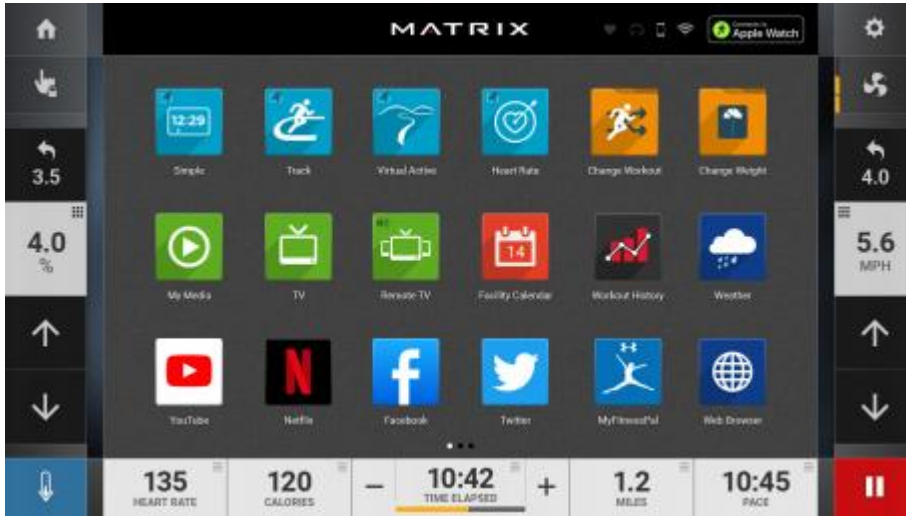 MATRIX
Connects to
Apple Watch
3.5
4.0
%
4.0
5.6
MPH
12:29
Simple
Track
Virtual Active
Heart Rate
Change Workout
Change Weight
14
My Media
TV
Remote TV
Facility Calendar
Workout History
Weather
N
f
YouTube
Netflix
Facebook
Twitter
MyFitnessPal
Web Browser
135
HEART RATE
120
CALORIES
10:42
TIME ELAPSED
1.2
MILES
10:45
PACE